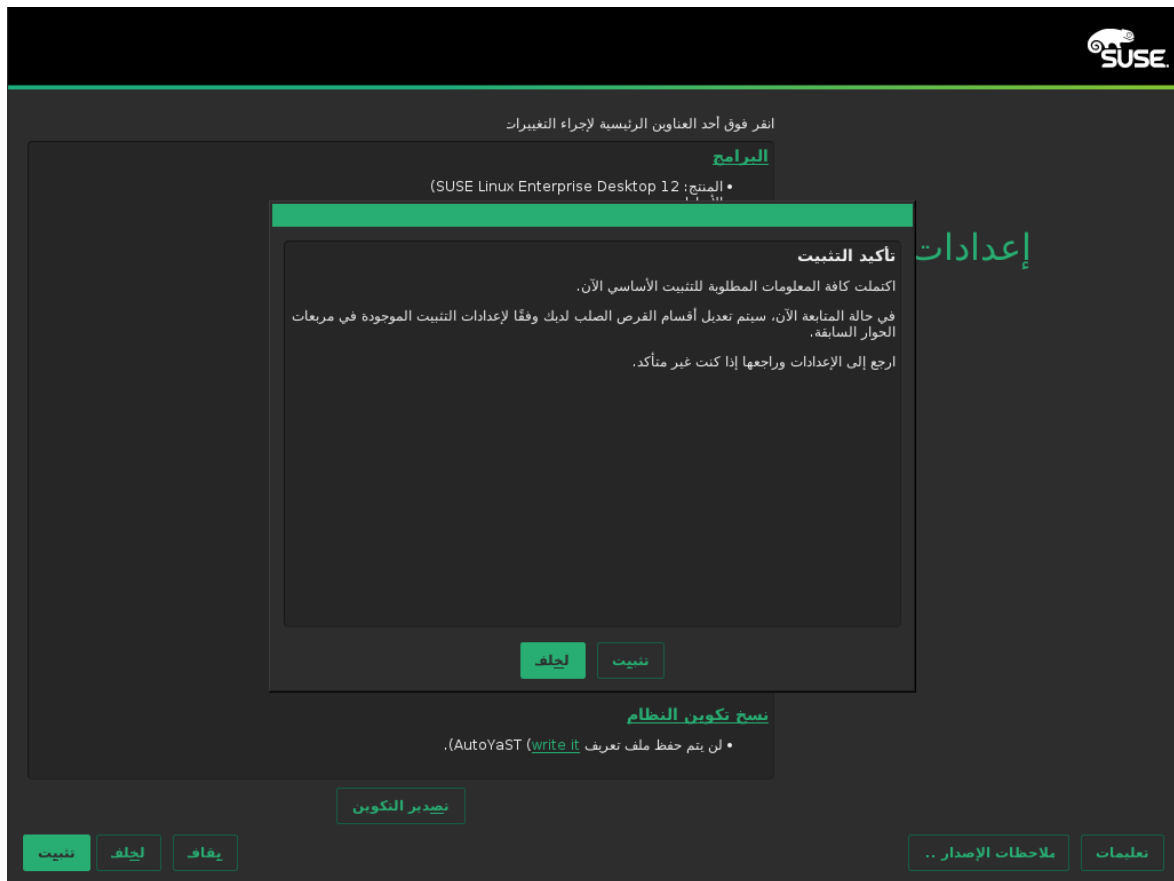 SUSE.
انقر فوق أحد العناوين الرئيسية لإجراء التغييرات
البرامج
• المنتج: SUSE Linux Enterprise Desktop 12)
إعدادات
تأكيد التثبيت
اكتملت كافة المعلومات المطلوبة للتثبيت الأساسي الآن.
في حالة المتابعة الآن، سيتم تعديل أقسام القرص الصلب لديك وفقًا لإعدادات التثبيت الموجودة في مربعات
الحوار السابقة.
ارجع إلى الإعدادات وراجعها إذا كنت غير متأكد.
تثبيت
لخلف
نسخ تكوين النظام
• لن يتم حفظ ملف تعريف AutoYaST (write it).
تصدير التكوين
تعليمات
ملاحظات الإصدار ..
يقاف
لخلف
تثبيت